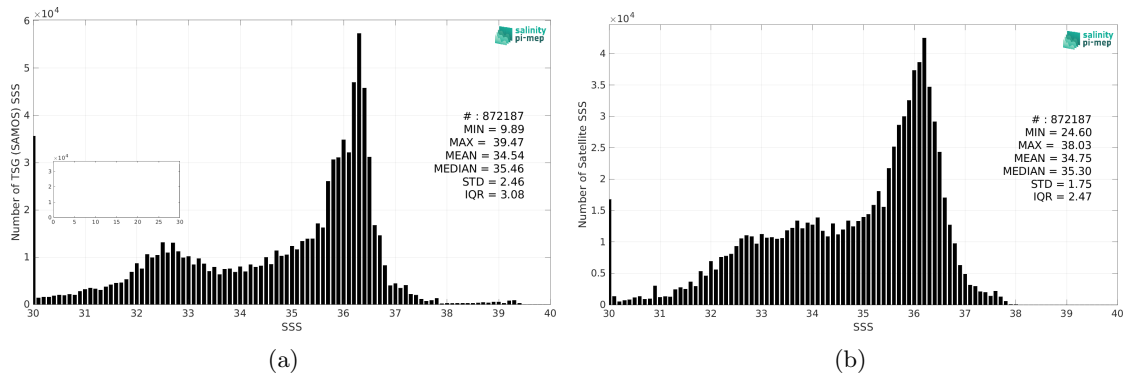 ×10⁴
6
5
4
3
2
1
0
Number of TSG (SAMOS) SSS
salinity
pi-mep
# : 872187
MIN = 9.89
MAX = 39.47
MEAN = 34.54
MEDIAN = 35.46
STD = 2.46
IQR = 3.08
×10⁴
3
2
1
0
0 5 10 15 20 25 30
30 31 32 33 34 35 36 37 38 39 40
SSS
(a)
×10⁴
4
3.5
3
2.5
2
1.5
1
0.5
0
Number of Satellite SSS
salinity
pi-mep
# : 872187
MIN = 24.60
MAX = 38.03
MEAN = 34.75
MEDIAN = 35.30
STD = 1.75
IQR = 2.47
30 31 32 33 34 35 36 37 38 39 40
SSS
(b)